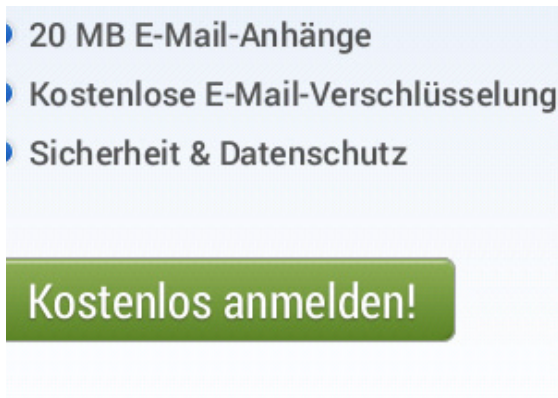 20 MB E-Mail-Anhänge
Kostenlose E-Mail-Verschlüsselung
Sicherheit & Datenschutz
Kostenlos anmelden!